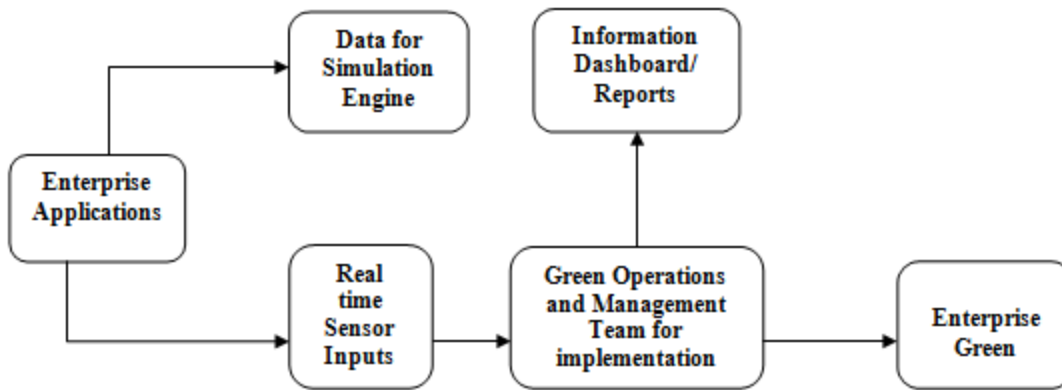 Data for
Simulation
Engine
Information
Dashboard/
Reports
Enterprise
Applications
Real
time
Sensor
Inputs
Green Operations
and Management
Team for
implementation
Enterprise
Green